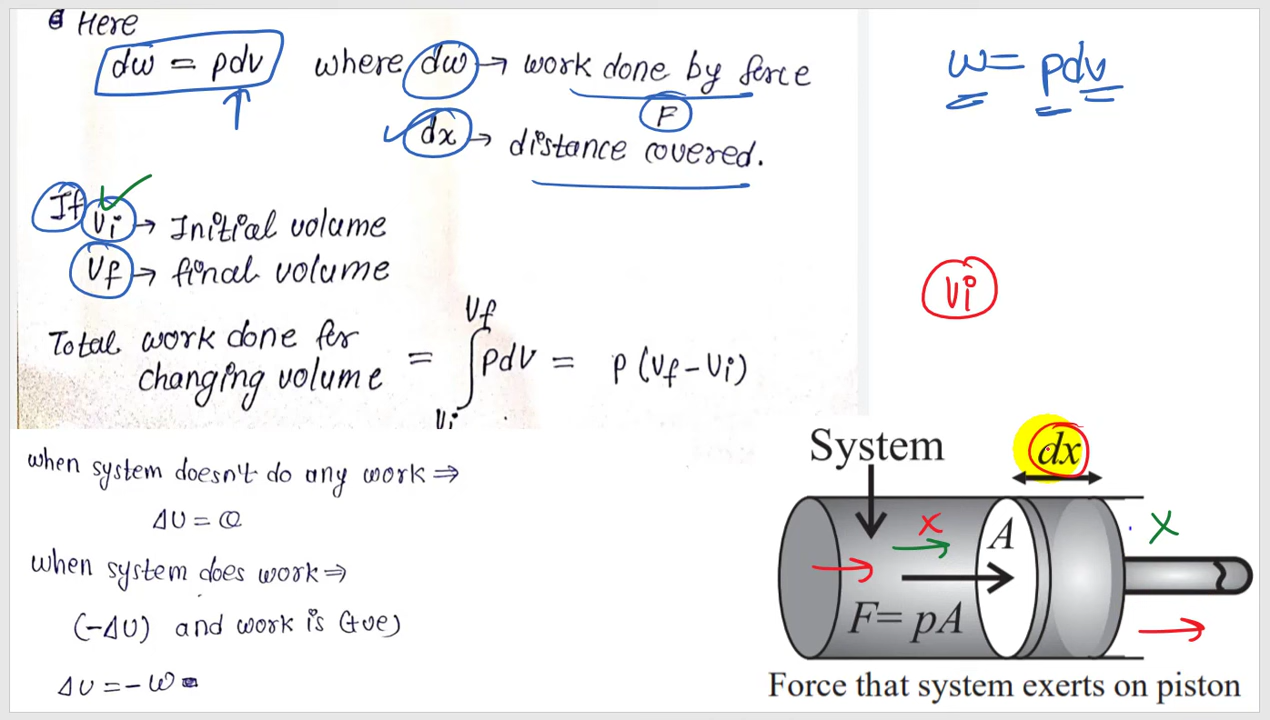 Here
dw = pdv where dw → work done by force
F
dx → distance covered.
If
Vi → Initial volume
Vf → final volume
Total work done for
changing volume = ∫ pdv = p (Vf - Vi)
Vf
Vi
when system doesn't do any work ⇒
ΔU = Q
when system does work ⇒
(-ΔU) and work is (+ve)
ΔU = -W
w = pdv
Vi
System
dx
x
A
x
F= pA
Force that system exerts on piston